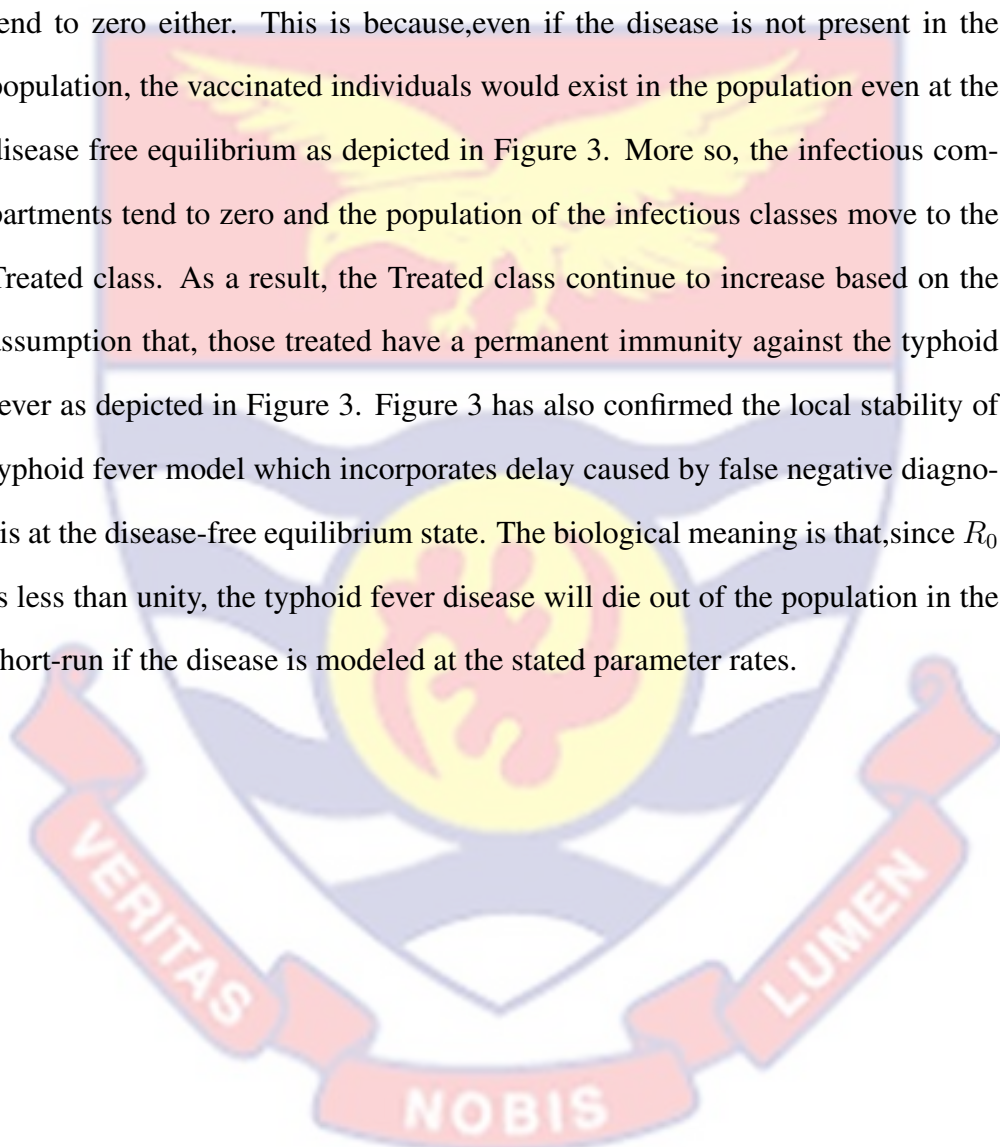 tend to zero either. This is because,even if the disease is not present in the
population, the vaccinated individuals would exist in the population even at the
disease free equilibrium as depicted in Figure 3. More so, the infectious com-
partments tend to zero and the population of the infectious classes move to the
Treated class. As a result, the Treated class continue to increase based on the
assumption that, those treated have a permanent immunity against the typhoid
fever as depicted in Figure 3. Figure 3 has also confirmed the local stability of
typhoid fever model which incorporates delay caused by false negative diagno-
sis at the disease-free equilibrium state. The biological meaning is that,since R₀
is less than unity, the typhoid fever disease will die out of the population in the
short-run if the disease is modeled at the stated parameter rates.
VERITAS
NOBIS
LUMEN